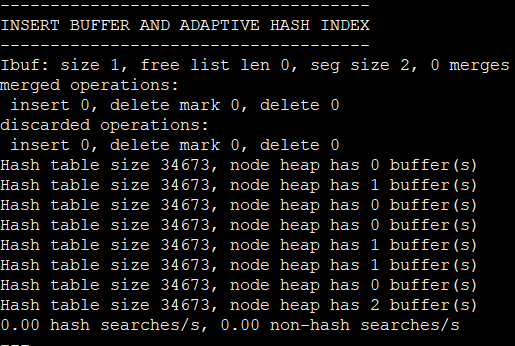 -------------------------------------
INSERT BUFFER AND ADAPTIVE HASH INDEX
-------------------------------------
Ibuf: size 1, free list len 0, seg size 2, 0 merges
merged operations:
 insert 0, delete mark 0, delete 0
discarded operations:
 insert 0, delete mark 0, delete 0
Hash table size 34673, node heap has 0 buffer(s)
Hash table size 34673, node heap has 1 buffer(s)
Hash table size 34673, node heap has 0 buffer(s)
Hash table size 34673, node heap has 0 buffer(s)
Hash table size 34673, node heap has 1 buffer(s)
Hash table size 34673, node heap has 1 buffer(s)
Hash table size 34673, node heap has 0 buffer(s)
Hash table size 34673, node heap has 2 buffer(s)
0.00 hash searches/s, 0.00 non-hash searches/s
---